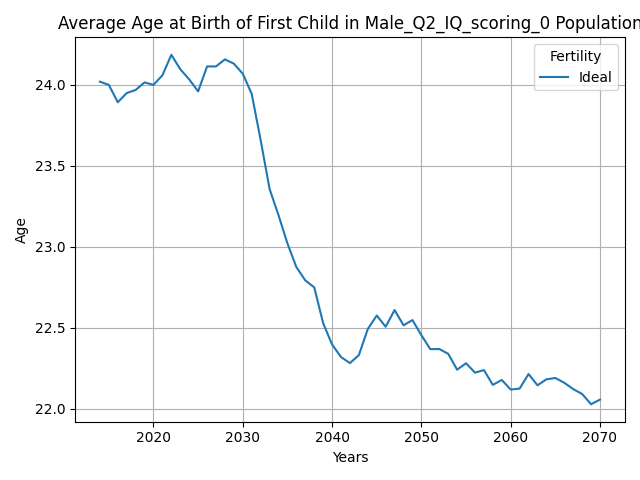 Average Age at Birth of First Child in Male_Q2_IQ_scoring_0 Population
Fertility
Ideal
24.0
23.5
23.0
22.5
22.0
Age
2020 2030 2040 2050 2060 2070
Years